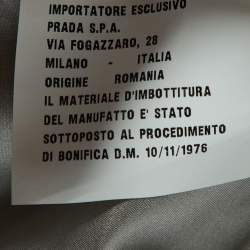 IMPORTATORE ESCLUSIVO
PRADA S.P.A.
VIA FOGAZZARO, 28
MILANO - ITALIA
ORIGINE ROMANIA
IL MATERIALE D'IMBOTTITURA
DEL MANUFATTO E' STATO
SOTTOPOSTO AL PROCEDIMENTO
DI BONIFICA D.M. 10/11/1976